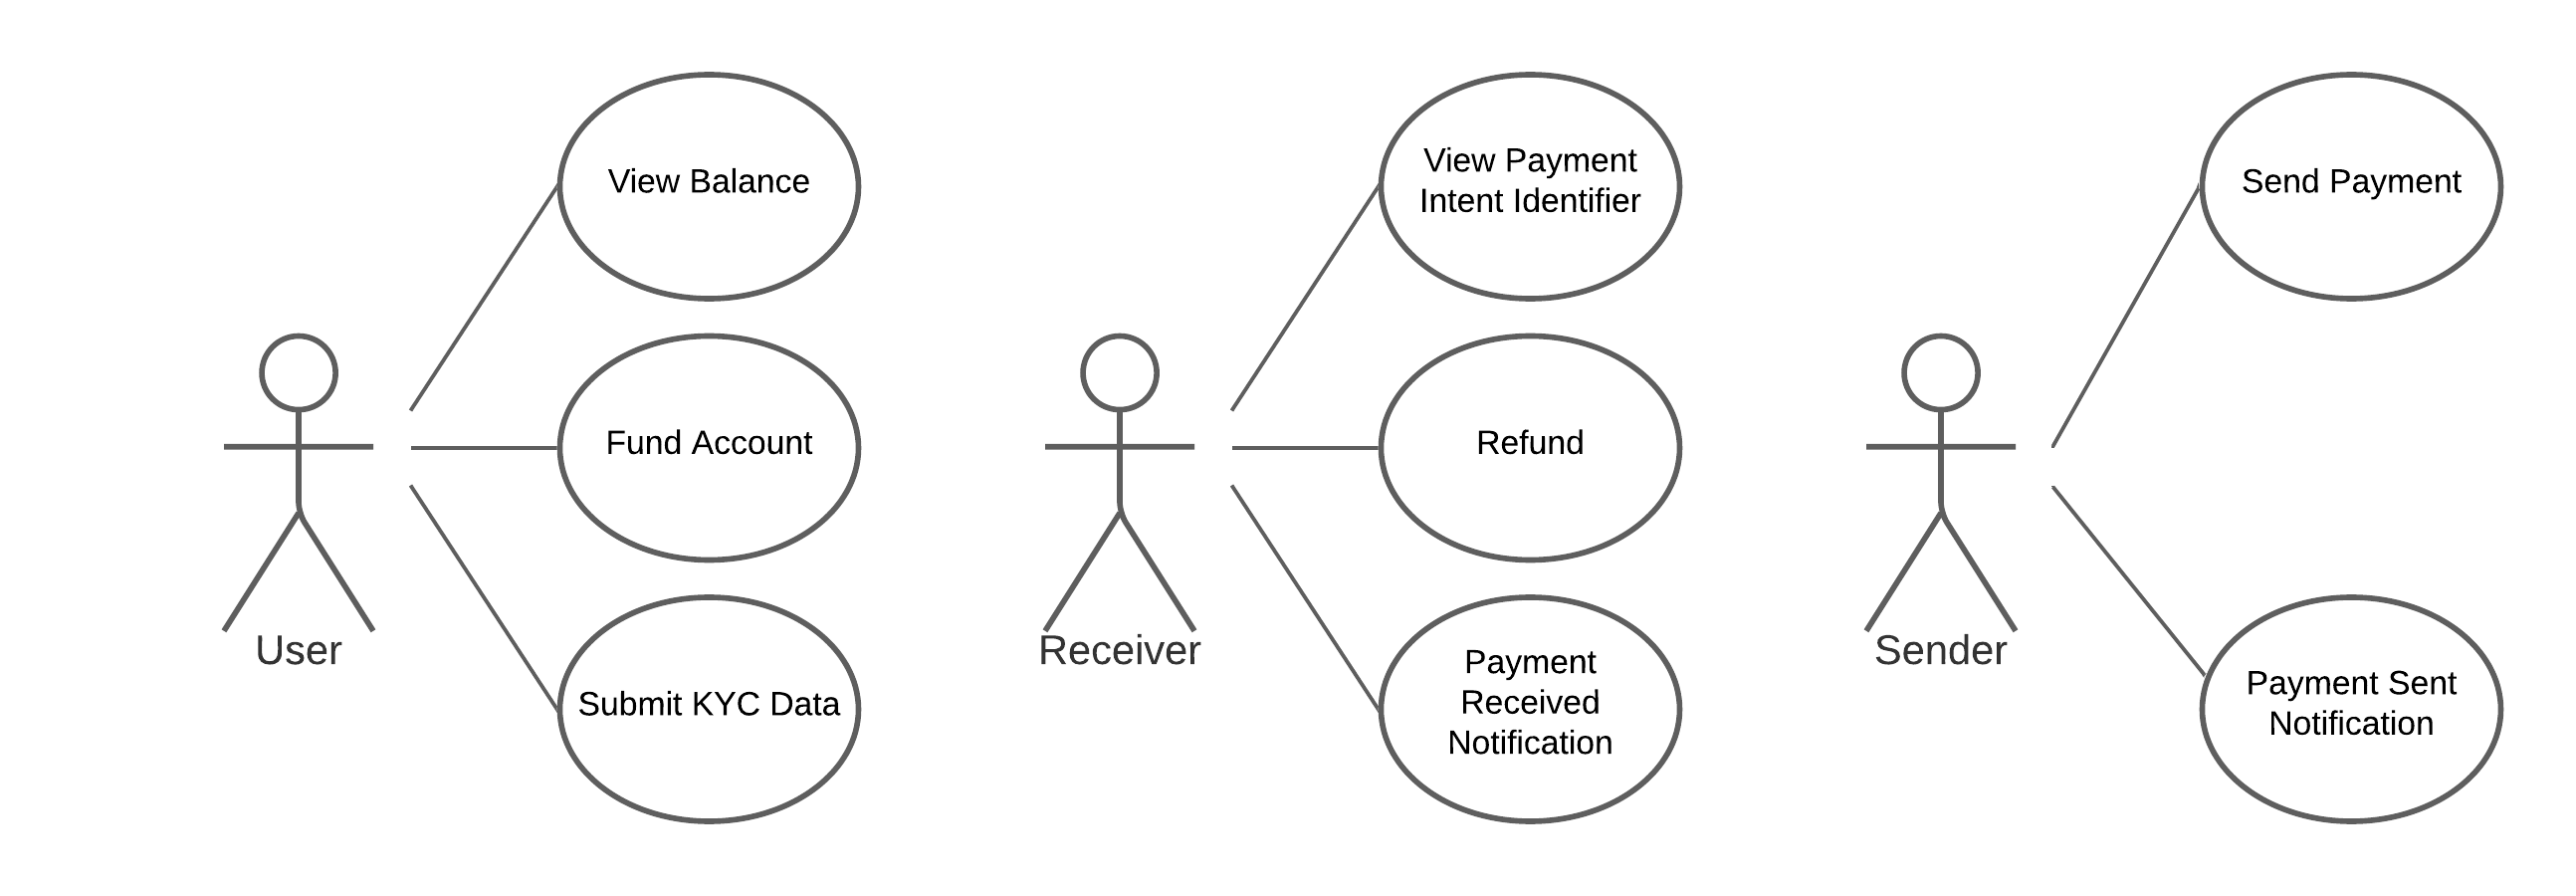 View Balance
Fund Account
Submit KYC Data
User
View Payment
Intent Identifier
Refund
Payment
Received
Notification
Receiver
Send Payment
Payment Sent
Notification
Sender